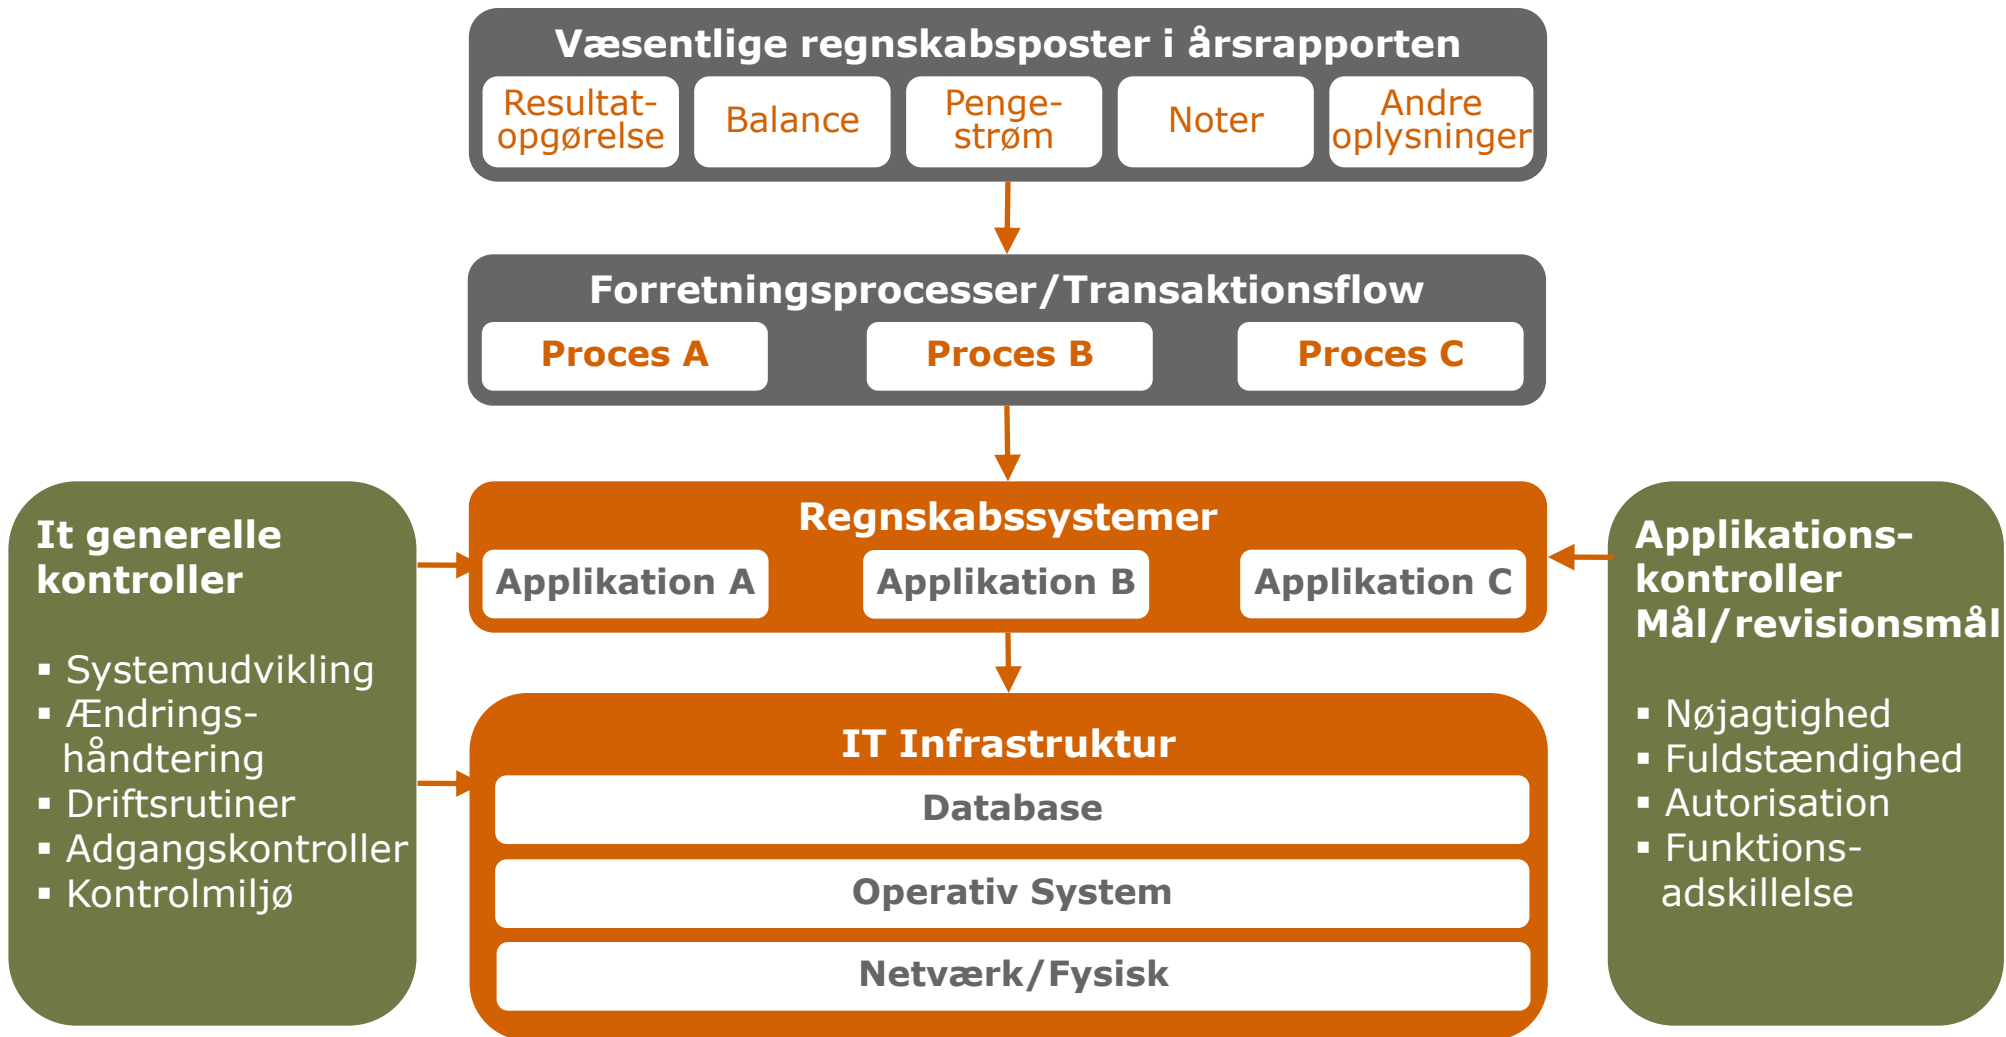 Væsentlige regnskabsposter i årsrapporten
Resultat-
opgørelse
Balance
Penge-
strøm
Noter
Andre
oplysninger
Forretningsprocesser/Transaktionsflow
Proces A
Proces B
Proces C
It generelle
kontroller
▪ Systemudvikling
▪ Ændrings-
håndtering
▪ Driftsrutiner
▪ Adgangskontroller
▪ Kontrolmiljø
Regnskabssystemer
Applikation A
Applikation B
Applikation C
IT Infrastruktur
Database
Operativ System
Netværk/Fysisk
Applikations-
kontroller
Mål/revisionsmål
▪ Nøjagtighed
▪ Fuldstændighed
▪ Autorisation
▪ Funktions-
adskillelse